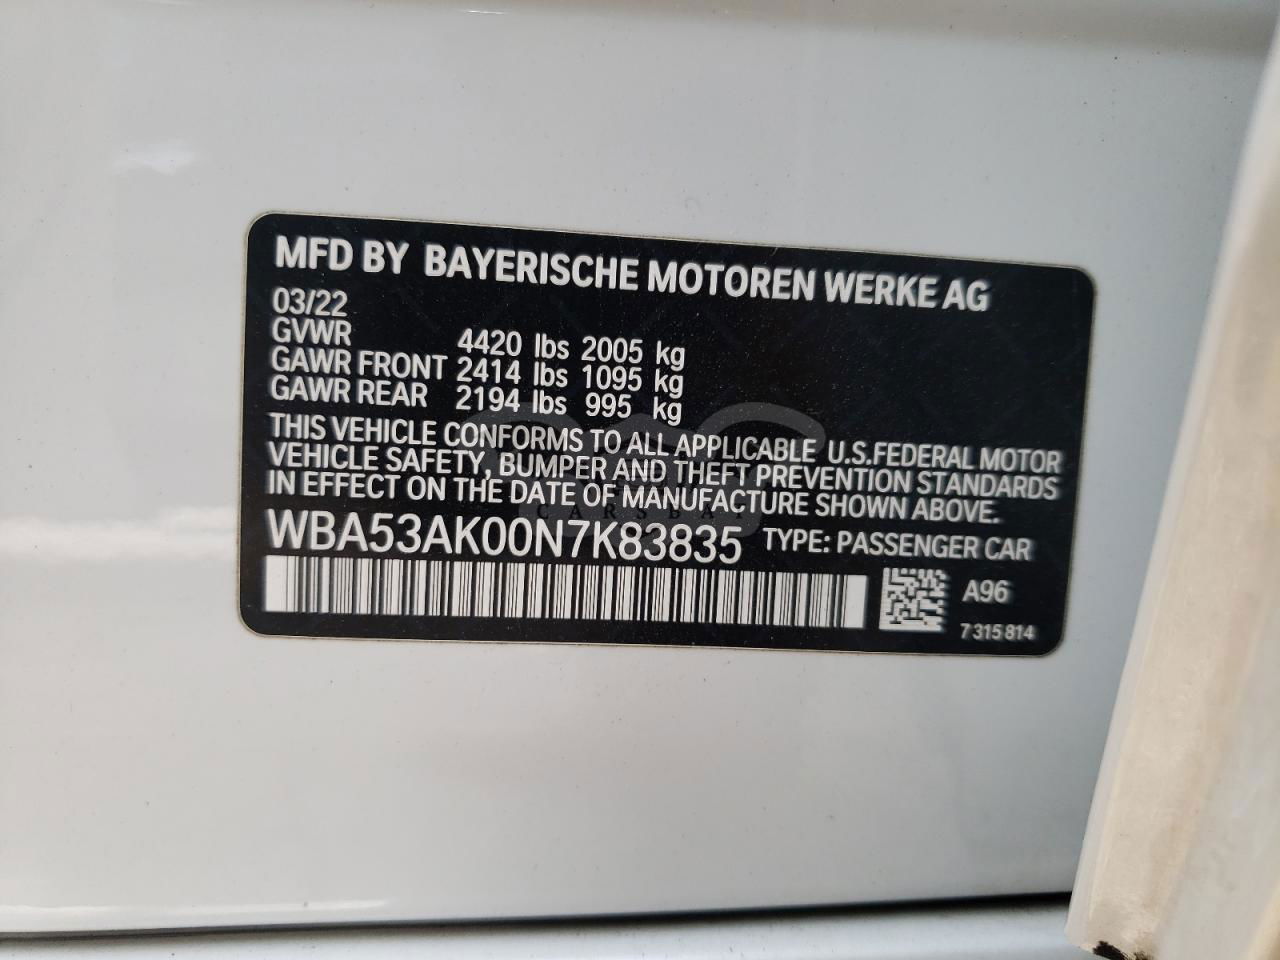 MFD BY BAYERISCHE MOTOREN WERKE AG
03/22
GVWR 4420 lbs 2005 kg
GAWR FRONT 2414 lbs 1095 kg
GAWR REAR 2194 lbs 995 kg
THIS VEHICLE CONFORMS TO ALL APPLICABLE U.S.FEDERAL MOTOR
VEHICLE SAFETY, BUMPER AND THEFT PREVENTION STANDARDS
IN EFFECT ON THE DATE OF MANUFACTURE SHOWN ABOVE.
WBA53AK00N7K83835 TYPE: PASSENGER CAR
A96
7 315 814